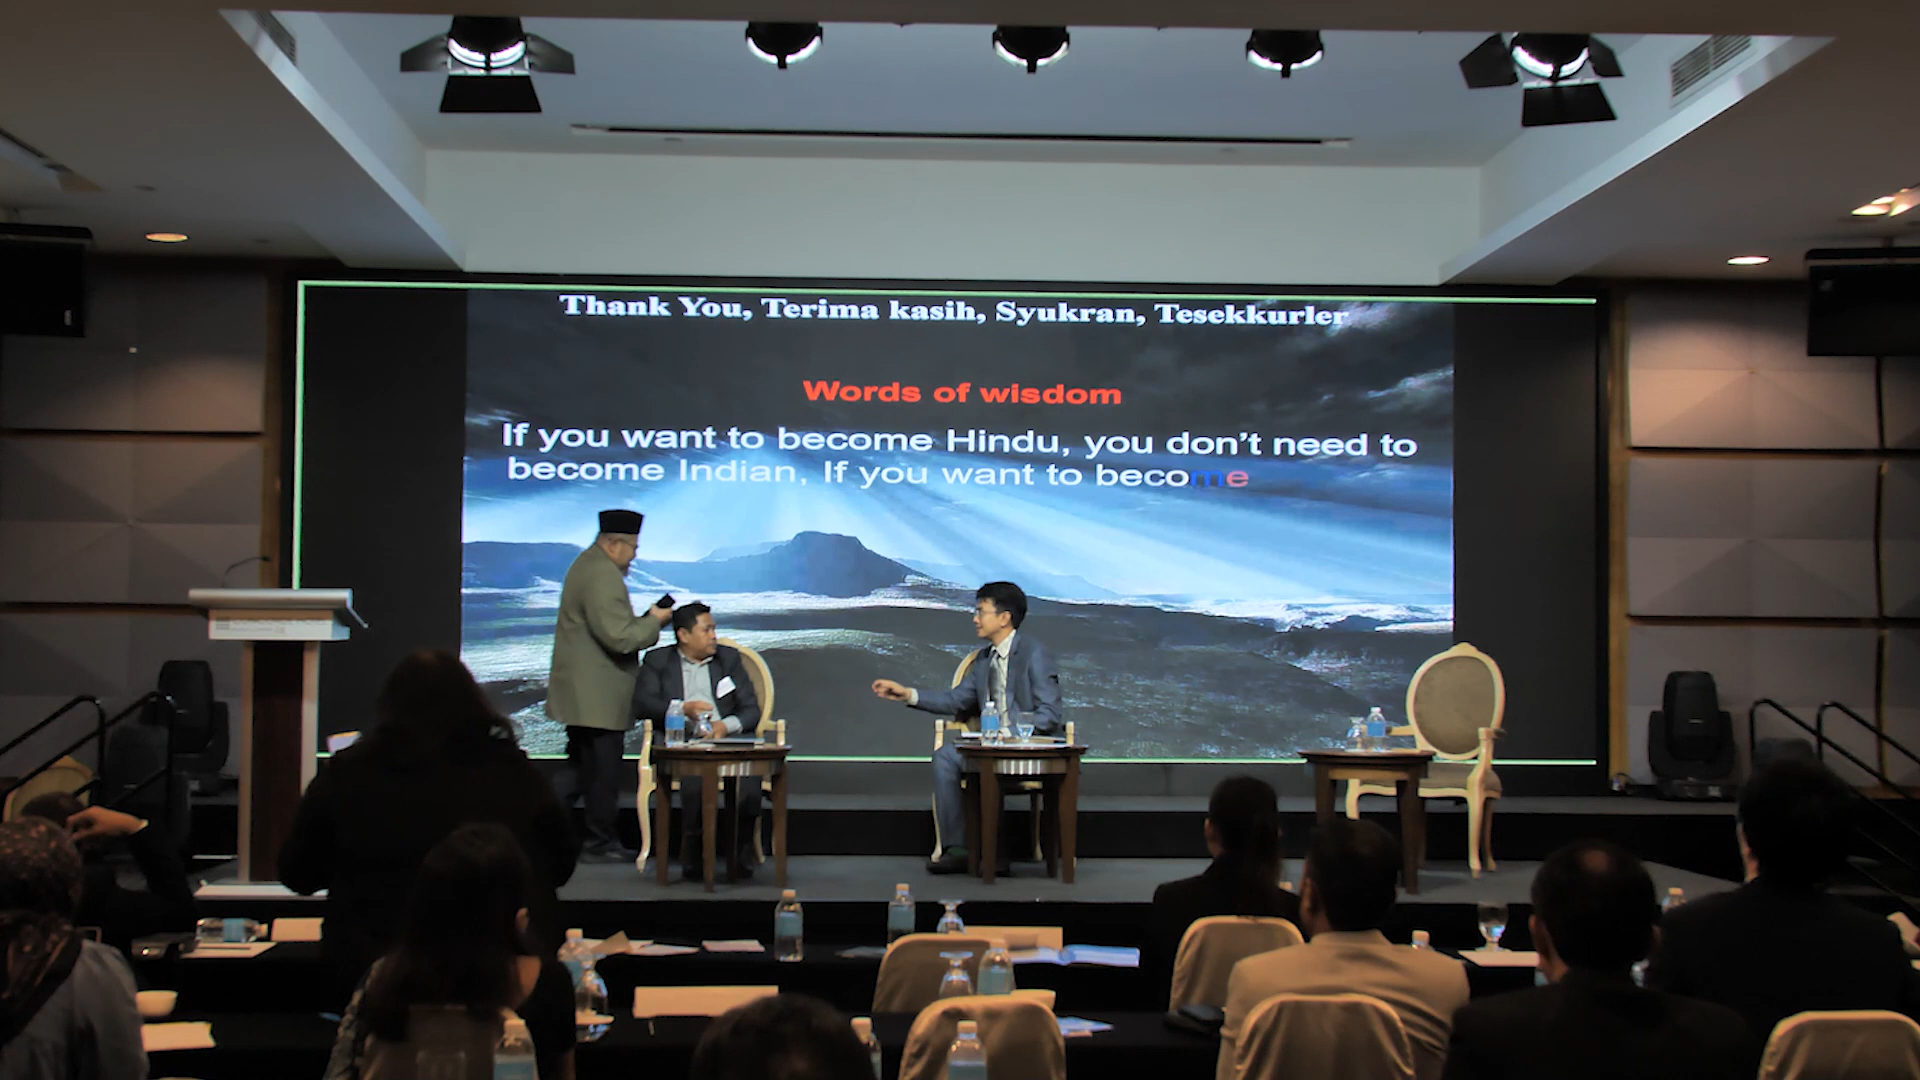 Thank You, Terima kasih, Syukran, Tesekkurler
Words of wisdom
If you want to become Hindu, you don't need to
become Indian, If you want to become